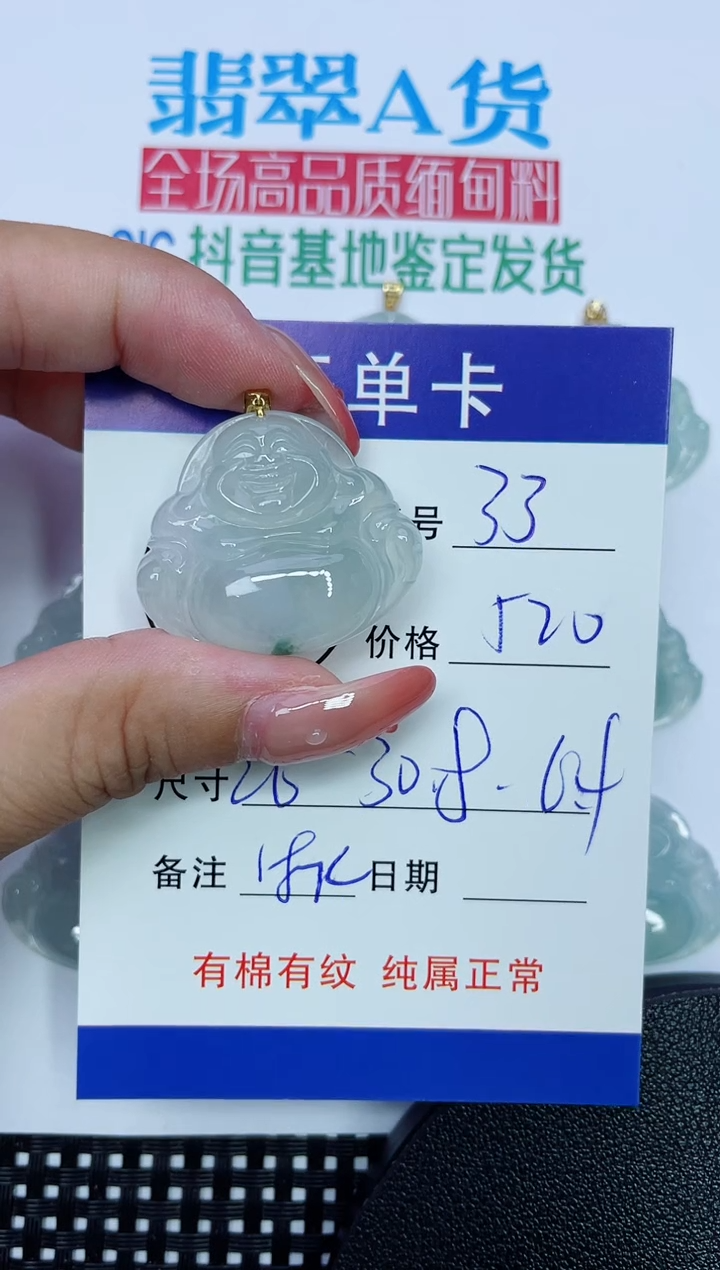 翡翠A货
全场高品质缅甸料
抖音基地鉴定发货
单卡
号 33
价格 520
尺寸 30.8-
备注 18K 日期
有棉有纹 纯属正常